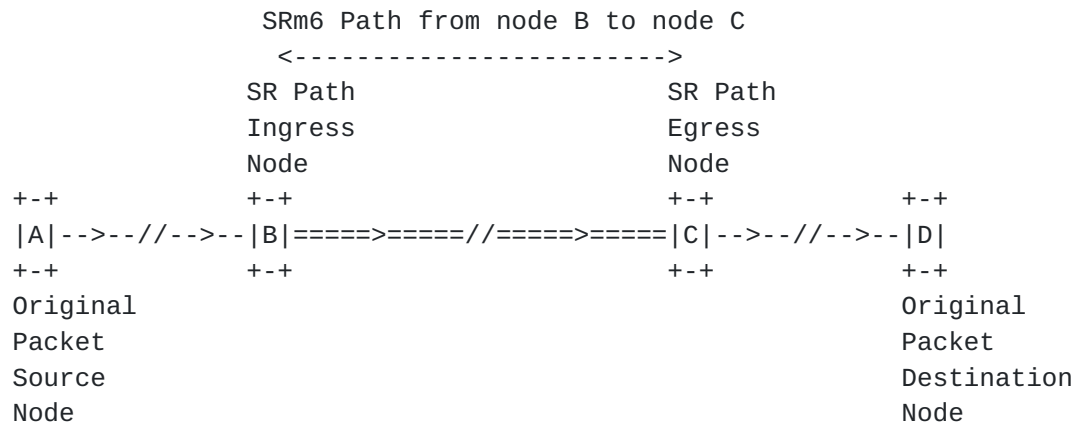 SRm6 Path from node B to node C
                 <------------------------>
               SR Path                    SR Path
               Ingress                    Egress
               Node                       Node
+-+            +-+                        +-+            +-+
|A|-->--//-->--|B|=====>=====//=====>=====|C|-->--//-->--|D|
+-+            +-+                        +-+            +-+
Original                                                 Original
Packet                                                   Packet
Source                                                   Destination
Node                                                     Node